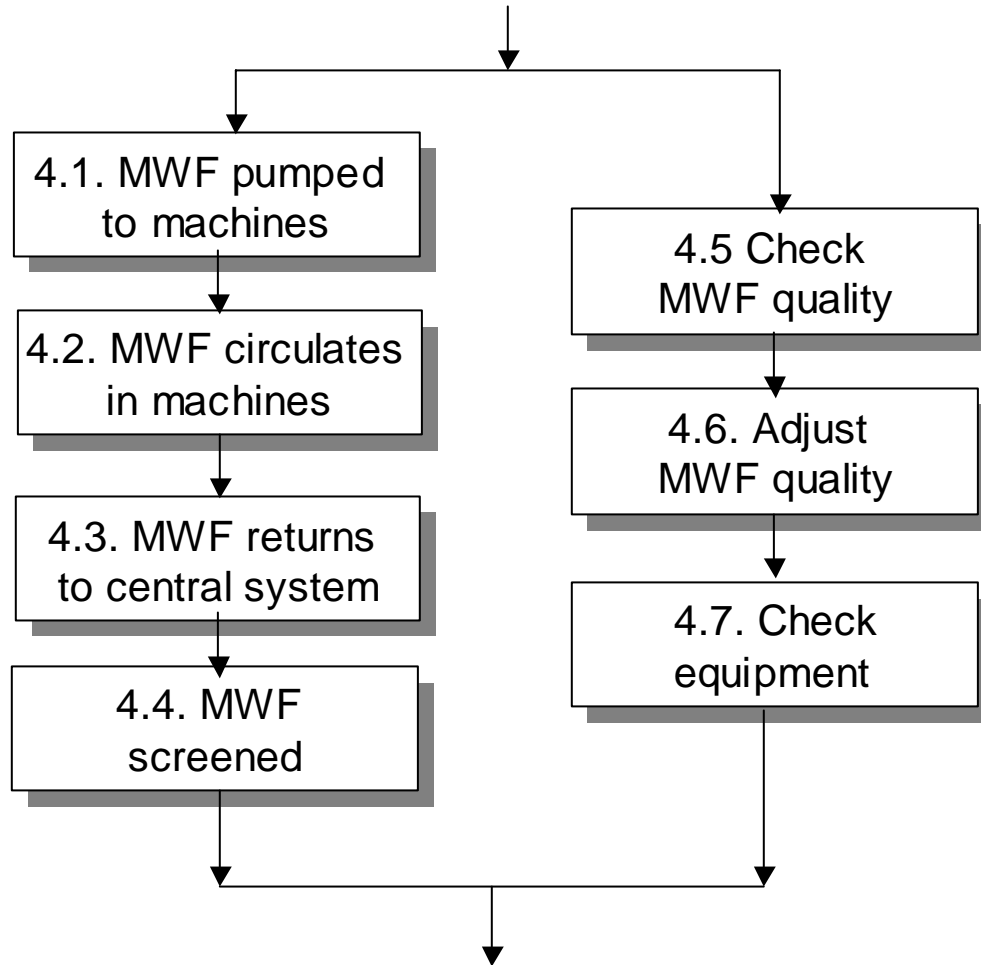 4.1. MWF pumped
to machines
4.2. MWF circulates
in machines
4.3. MWF returns
to central system
4.4. MWF
screened
4.5 Check
MWF quality
4.6. Adjust
MWF quality
4.7. Check
equipment